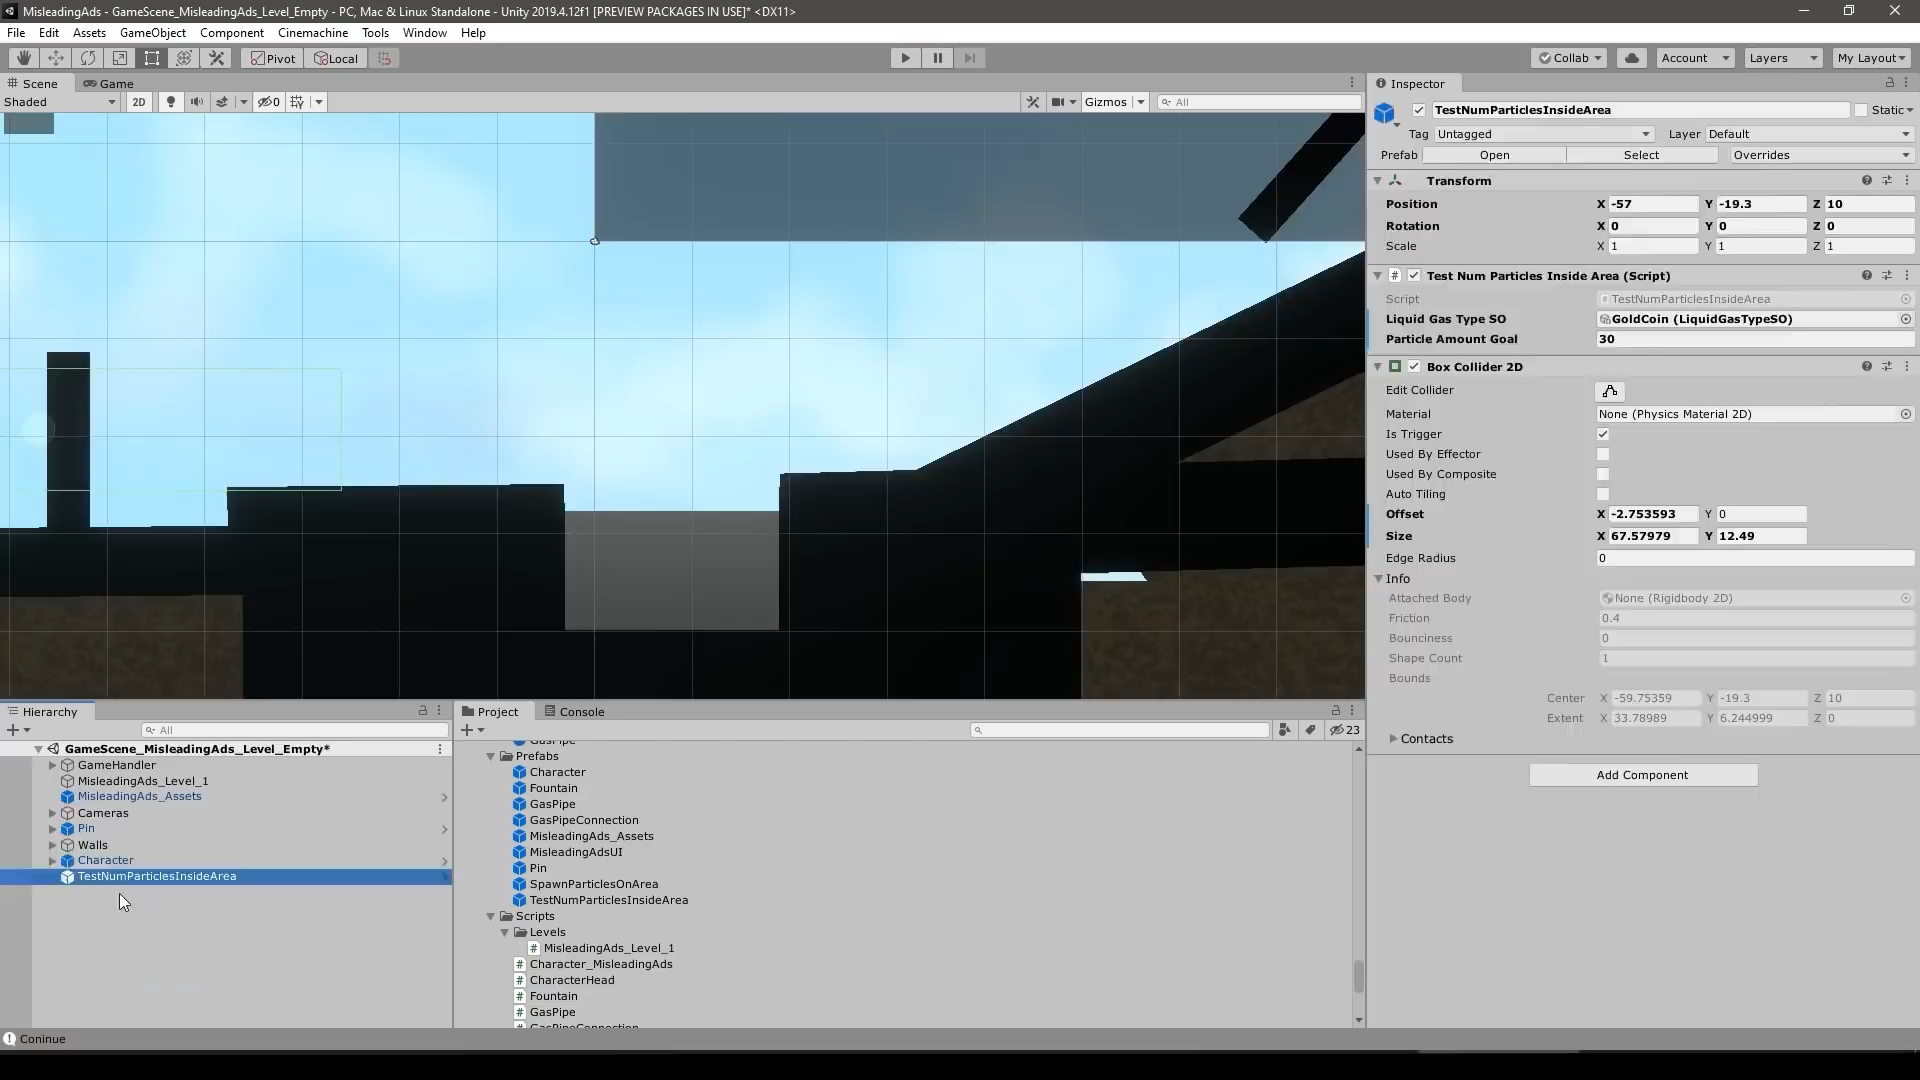 MisleadingAds - GameScene_MisleadingAds_Level_Empty - PC, Mac & Linux Standalone - Unity 2019.4.12f1 [PREVIEW PACKAGES IN USE]* <DX11>
File Edit Assets GameObject Component Cinemachine Tools Window Help
Pivot Local Collab Account Layers My Layout
Scene Game
Shaded 2D 0 Gizmos All
Inspector
TestNumParticlesInsideArea Static
Tag Untagged Layer Default
Prefab Open Select Overrides
Transform
Position X -57 Y -19.3 Z 10
Rotation X 0 Y 0 Z 0
Scale X 1 Y 1 Z 1
# Test Num Particles Inside Area (Script)
Script TestNumParticlesInsideArea
Liquid Gas Type SO GoldCoin (LiquidGasTypeSO)
Particle Amount Goal 30
Box Collider 2D
Edit Collider
Material None (Physics Material 2D)
Is Trigger
Used By Effector
Used By Composite
Auto Tiling
Offset X -2.753593 Y 0
Size X 67.57979 Y 12.49
Edge Radius 0
Info
Attached Body None (Rigidbody 2D)
Friction 0.4
Bounciness 0
Shape Count 1
Bounds
Center X -59.75359 Y -19.3 Z 10
Extent X 33.78989 Y 6.244999 Z 0
Contacts
Add Component
Hierarchy
All
GameScene_MisleadingAds_Level_Empty*
GameHandler
MisleadingAds_Level_1
MisleadingAds_Assets
Cameras
Pin
Walls
Character
TestNumParticlesInsideArea
Project Console
23
GasPipe
Prefabs
Character
Fountain
GasPipe
GasPipeConnection
MisleadingAds_Assets
MisleadingAdsUI
Pin
SpawnParticlesOnArea
TestNumParticlesInsideArea
Scripts
Levels
# MisleadingAds_Level_1
# Character_MisleadingAds
# CharacterHead
# Fountain
# GasPipe
# GasPipeConnection
Coninue